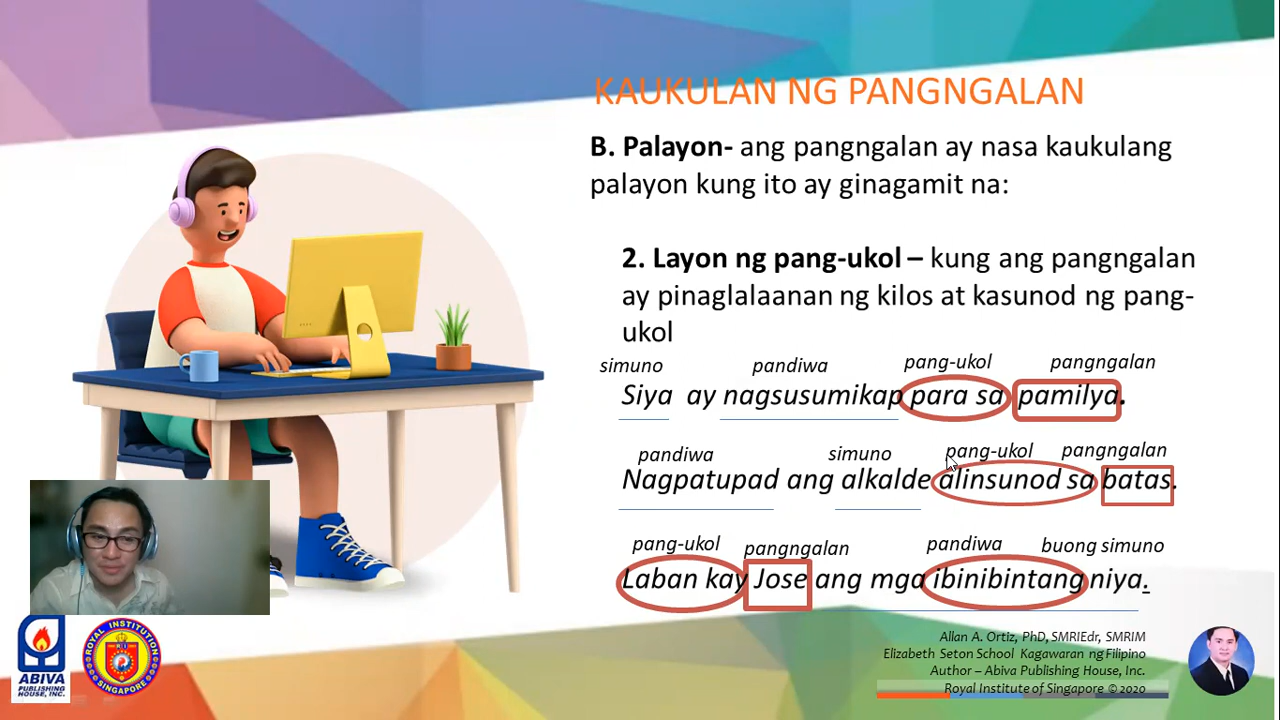 KAUKULAN NG PANGNGALAN
B. Palayon- ang pangngalan ay nasa kaukulang
palayon kung ito ay ginagamit na:
2. Layon ng pang-ukol – kung ang pangngalan
ay pinaglalaanan ng kilos at kasunod ng pang-
ukol
simuno pandiwa pang-ukol pangngalan
Siya ay nagsusumikap para sa pamilya.
pandiwa simuno pang-ukol pangngalan
Nagpatupad ang alkalde alinsunod sa batas.
pang-ukol pangngalan pandiwa buong simuno
Laban kay Jose ang mga ibinibintang niya.
ABIVA
PUBLISHING
HOUSE, INC.
ROYAL INSTITUTION
SINGAPORE
Allan A. Ortiz, PhD, SMRIEdr, SMRIM
Elizabeth Seton School Kagawaran ng Filipino
Author – Abiva Publishing House, Inc.
Royal Institute of Singapore © 2020